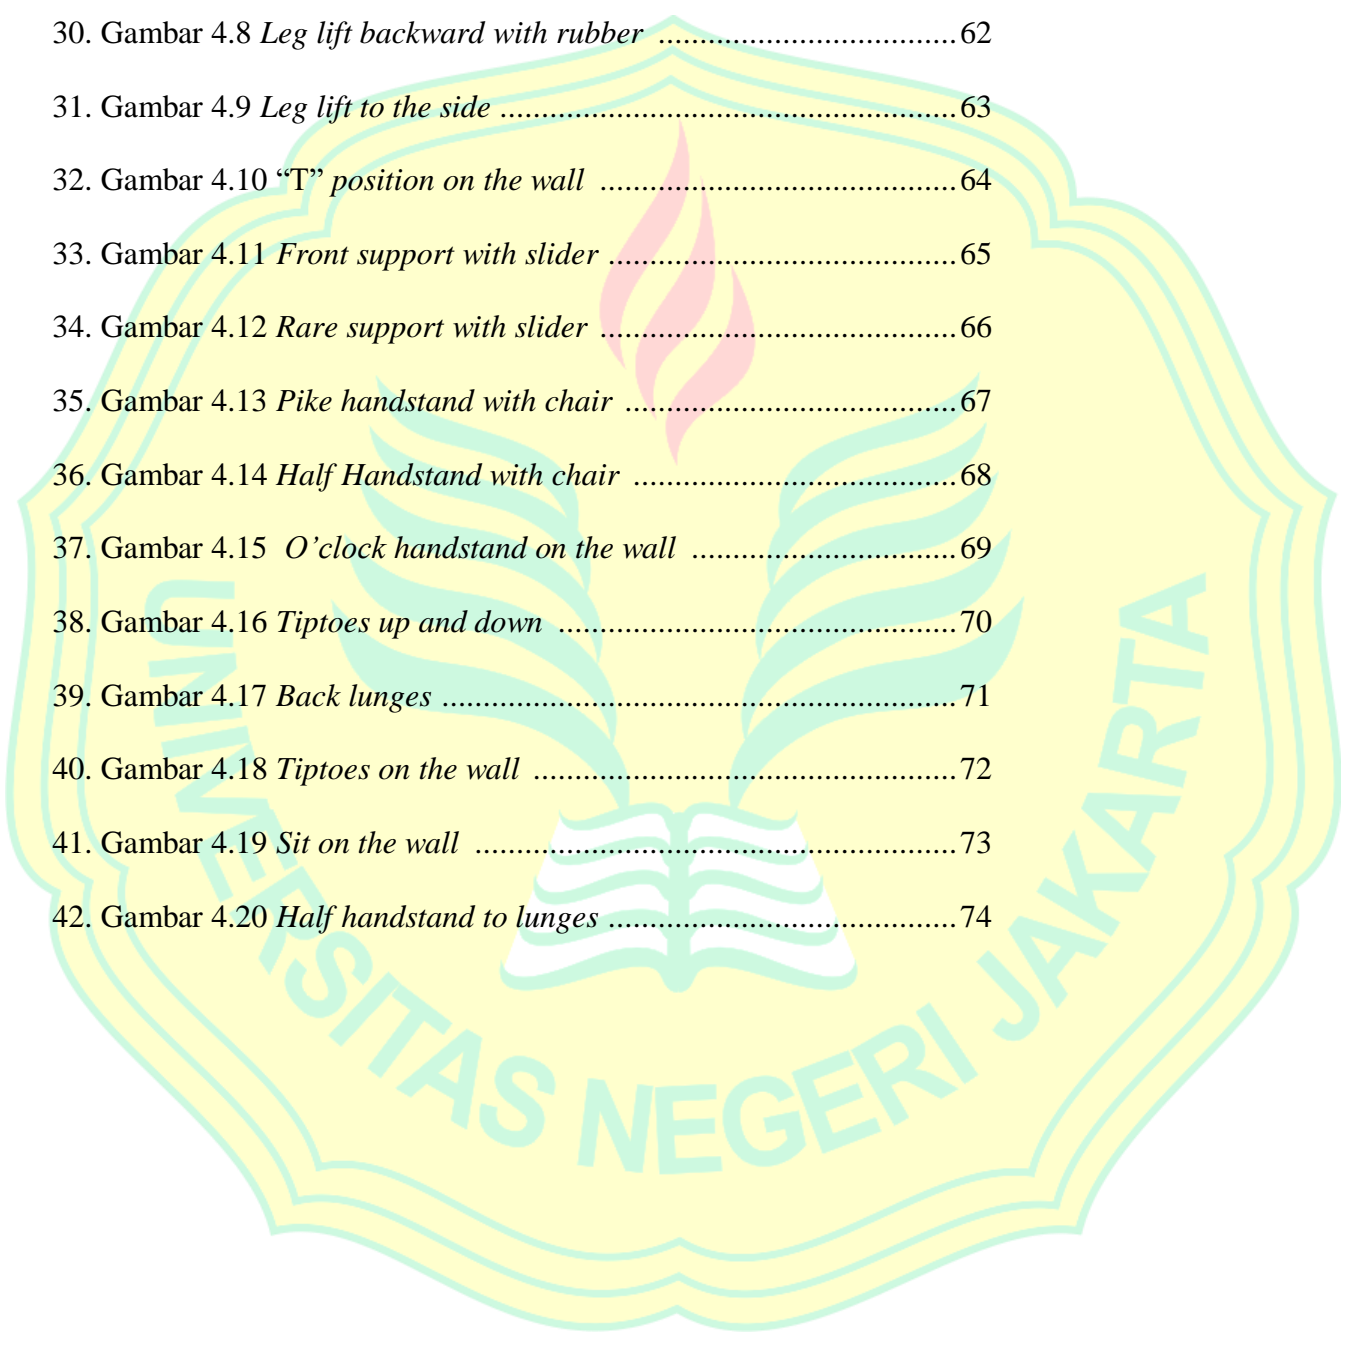 30. Gambar 4.8 Leg lift backward with rubber ....................................62
31. Gambar 4.9 Leg lift to the side .......................................................63
32. Gambar 4.10 “T” position on the wall ...........................................64
33. Gambar 4.11 Front support with slider ..........................................65
34. Gambar 4.12 Rare support with slider ...........................................66
35. Gambar 4.13 Pike handstand with chair ........................................67
36. Gambar 4.14 Half Handstand with chair .......................................68
37. Gambar 4.15 O’clock handstand on the wall ................................69
38. Gambar 4.16 Tiptoes up and down ................................................70
39. Gambar 4.17 Back lunges ..............................................................71
40. Gambar 4.18 Tiptoes on the wall ...................................................72
41. Gambar 4.19 Sit on the wall ..........................................................73
42. Gambar 4.20 Half handstand to lunges ..........................................74
UNIVERSITAS NEGERI JAKARTA